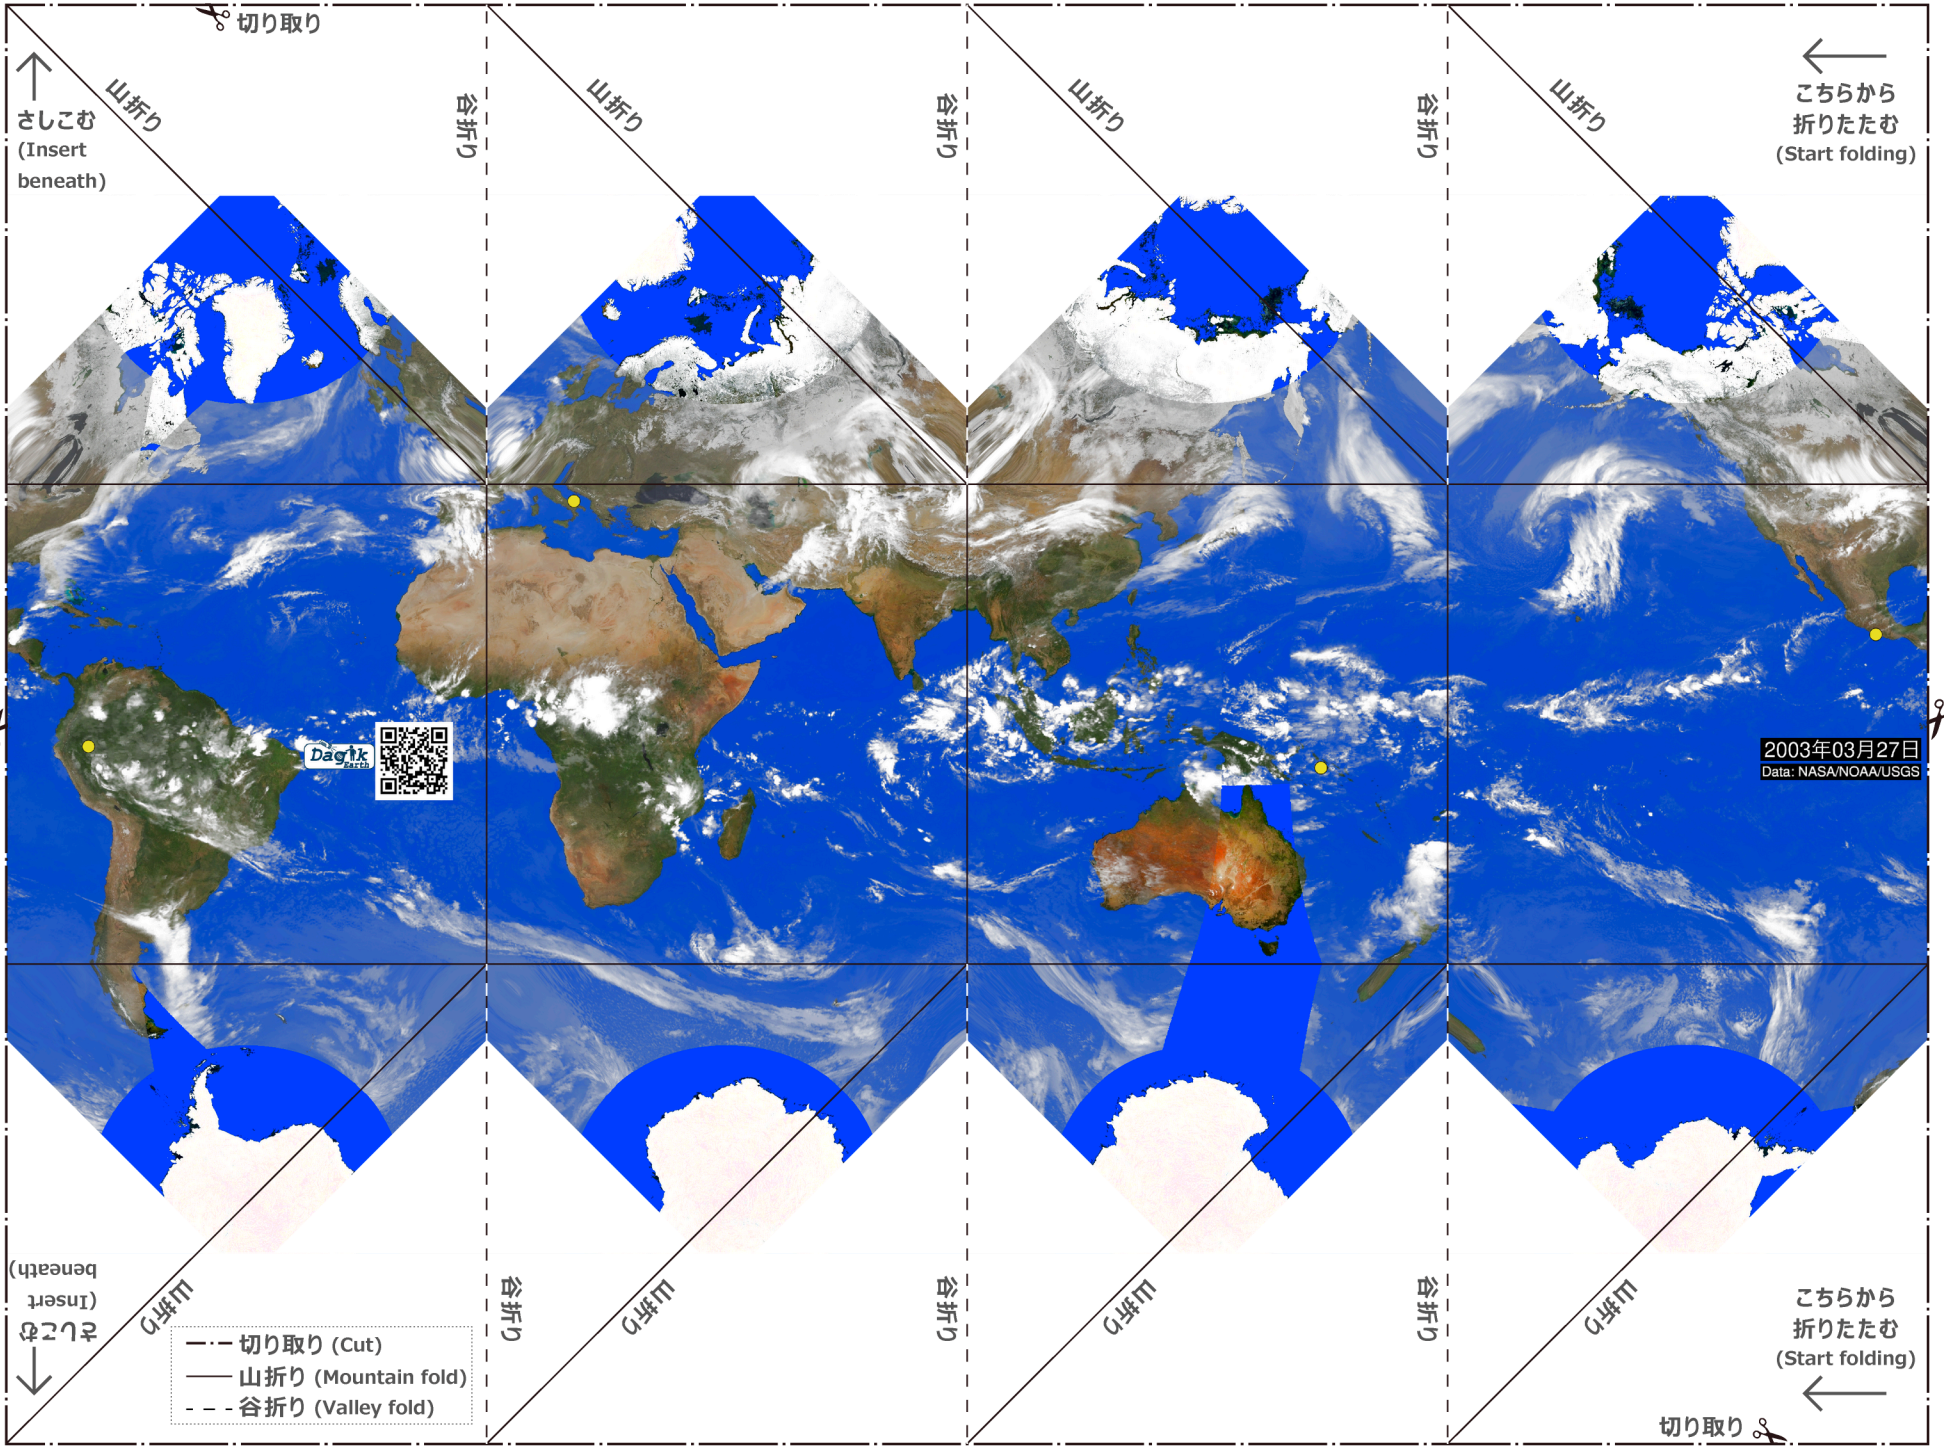 切り取り
さしこむ
(Insert
beneath)
山折り
谷折り
山折り
谷折り
山折り
谷折り
山折り
こちらから
折りたたむ
(Start folding)
Dagik
Earth
2003年03月27日
Data: NASA/NOAA/USGS
さしこむ
(Insert
beneath)
山折り
谷折り
山折り
谷折り
山折り
谷折り
山折り
こちらから
折りたたむ
(Start folding)
切り取り (Cut)
山折り (Mountain fold)
谷折り (Valley fold)
切り取り